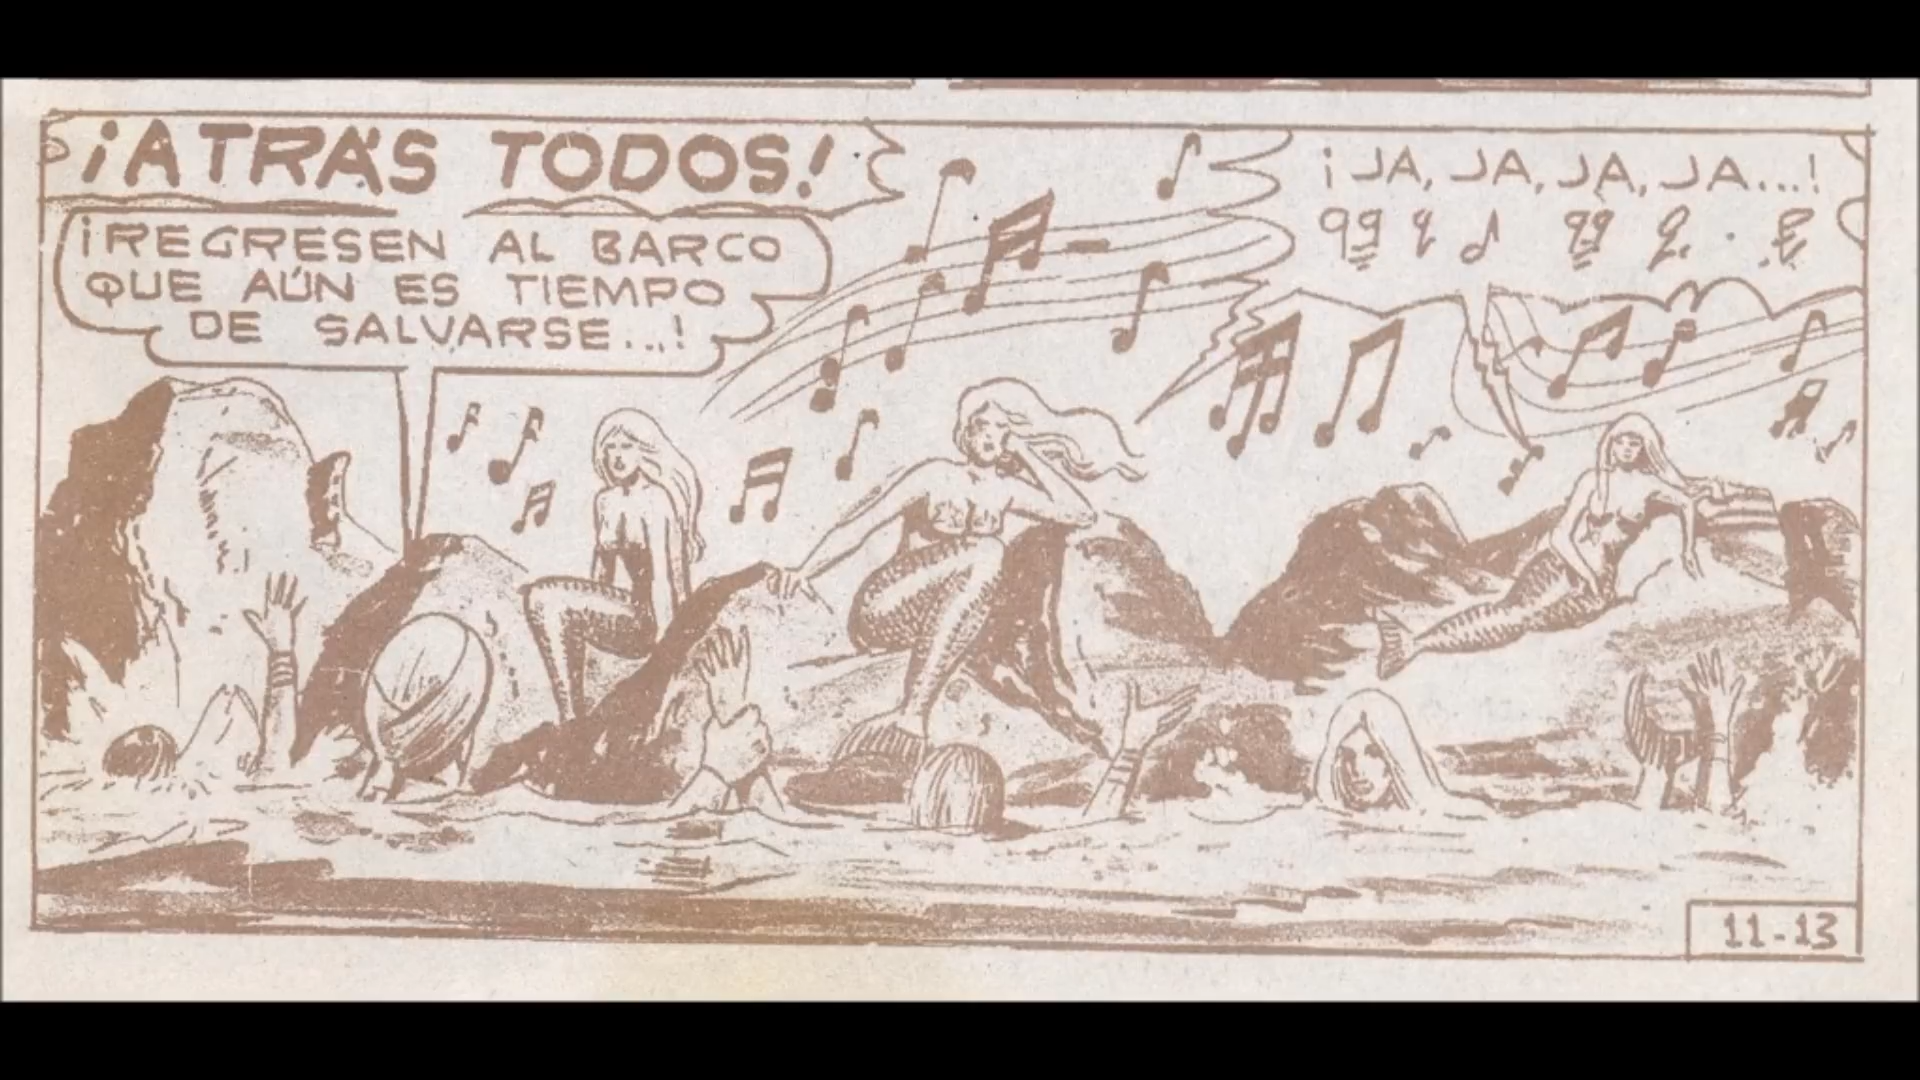 ¡ATRÁS TODOS!
¡REGRESEN AL BARCO
QUE AÚN ES TIEMPO
DE SALVARSE...!
¡JA, JA, JA, JA...!
11-13